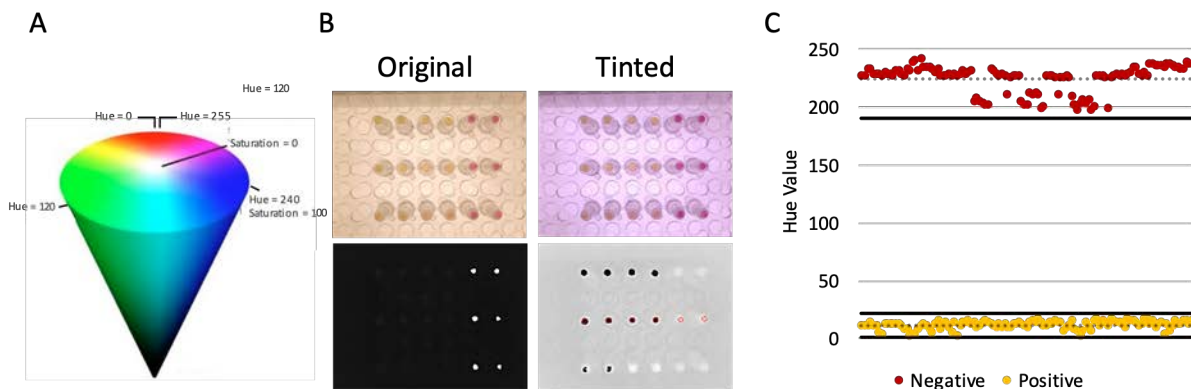 A
B
C
Original
Tinted
Hue = 120
Hue = 0
Hue = 255
Saturation = 0
Hue = 120
Hue = 240
Saturation = 100
Hue Value
250
200
150
100
50
0
Negative
Positive